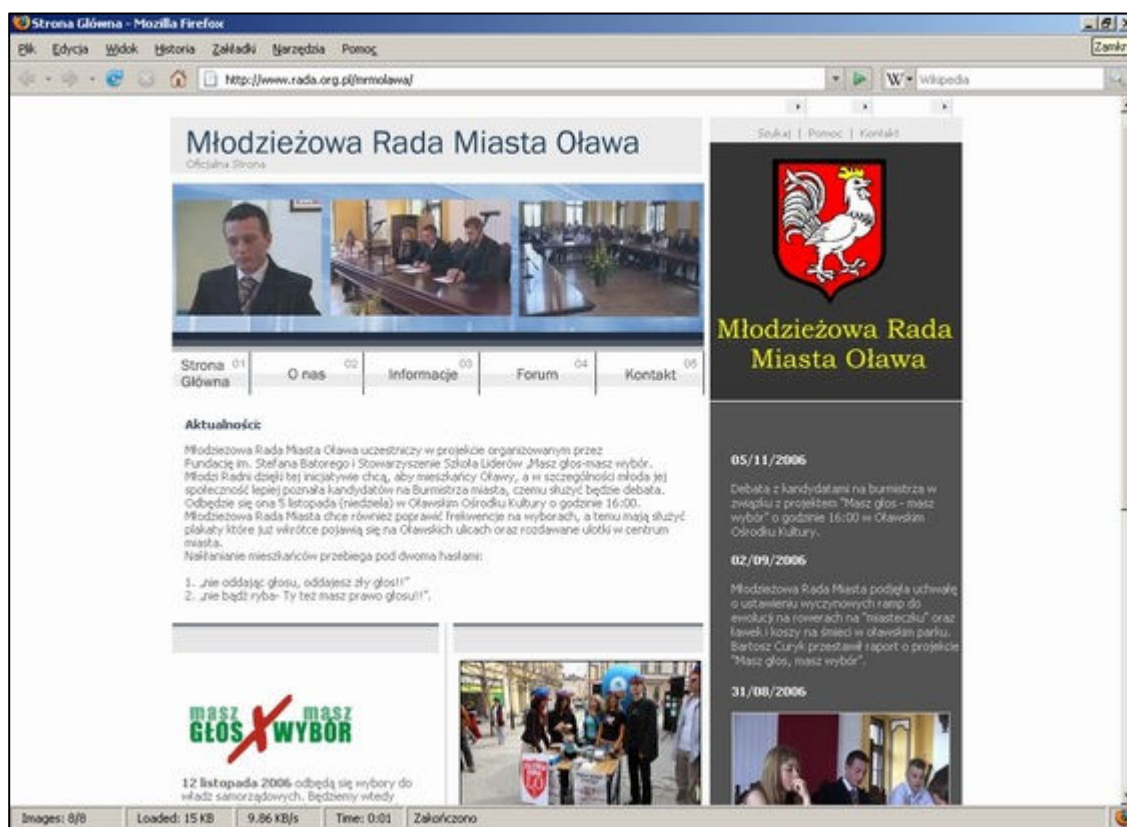 Strona Główna - Mozilla Firefox
Plik Edycja Widok Historia Zakładki Narzędzia Pomoc
Zamkn
http://www.rada.org.pl/mrmolawa/
W Wikipedia
Szukaj | Pomoc | Kontakt
Młodzieżowa Rada Miasta Oława
Oficjalna Strona
Młodzieżowa Rada
Miasta Oława
Strona Główna 01
O nas 02
Informacje 03
Forum 04
Kontakt 05
Aktualności:
Młodziezowa Rada Miasta Oława uczestniczy w projekcie organizowanym przez
Fundację im. Stefana Batorego i Stowarzyszenie Szkoła Liderów „Masz głos-masz wybór.
Młodzi Radni dzięki tej inicjatywie chcą, aby mieszkańcy Oławy, a w szczególności młoda jej
społeczność lepiej poznała kandydatów na Burmistrza miasta, czemu służyć będzie debata.
Odbędzie się ona 5 listopada (niedziela) w Oławskim Ośrodku Kultury o godzinie 16:00.
Młodzezowa Rada Miasta chce również poprawić frekwencje na wyborach, a temu mają służyć
plakaty które już wkrótce pojawią się na Oławskich ulicach oraz rozdawane ulotki w centrum
miasta.
Nakłanianie mieszkańców przebiega pod dwoma hasłami:
1. „nie oddając głosu, oddajesz zły głos!!”
2. „nie bądź ryba- Ty też masz prawo głosu!!”.
masz masz
GŁOS X WYBÓR
12 listopada 2006 odbędą się wybory do
władz samorządowych. Będziemy wtedy
05/11/2006
Debata z kandydatami na burmistrza w
związku z projektem "Masz głos - masz
wybór" o godzinie 16:00 w Oławskim
Ośrodku Kultury.
02/09/2006
Młodziezowa Rada Miasta podjęła uchwałę
o ustawieniu wyczynowych ramp do
ewolucji na rowerach na "miasteczku" oraz
ławek i koszy na śmieci w oławskim parku.
Bartosz Curyk przestawił raport o projekcie
"Masz głos, masz wybór".
31/08/2006
Images: 8/8 Loaded: 15 KB 9.86 KB/s Time: 0:01 Zakończono